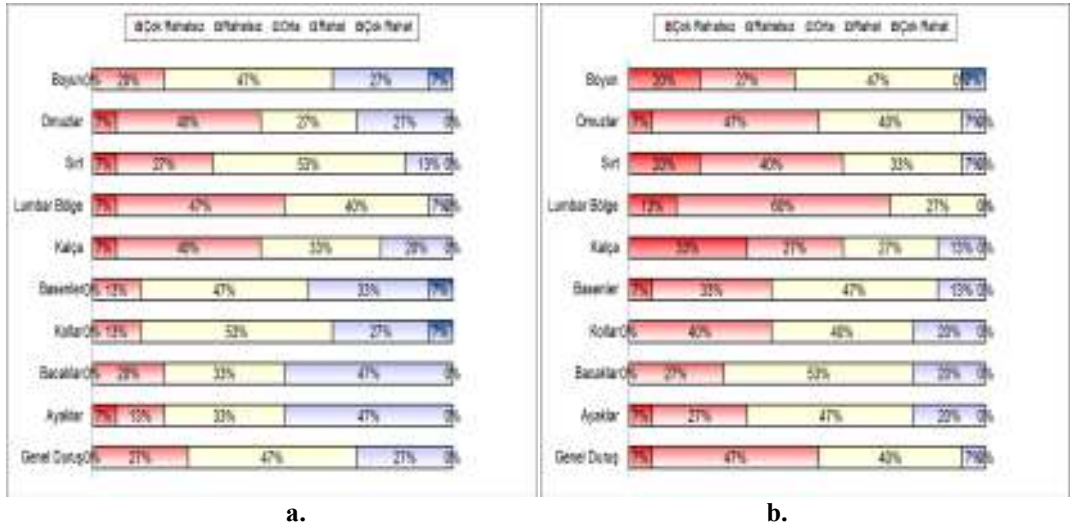 Çok Rahatsız Rahatsız Orta Rahat Çok Rahat
Boyun 0% 20% 47% 27% 7%
Omuzlar 7% 40% 27% 27% 0%
Sırt 7% 27% 53% 13% 0%
Lumbar Bölge 7% 47% 40% 7% 0%
Kalça 7% 40% 33% 20% 0%
Basenler 0% 13% 47% 33% 7%
Kollar 0% 13% 53% 27% 7%
Bacaklar 0% 20% 33% 47% 0%
Ayaklar 7% 13% 33% 47% 0%
Genel Duruş 0% 27% 47% 27% 0%
a.
Çok Rahatsız Rahatsız Orta Rahat Çok Rahat
Boyun 20% 27% 47% 7%
Omuzlar 7% 47% 40% 7% 0%
Sırt 20% 40% 33% 7% 0%
Lumbar Bölge 13% 60% 27% 0%
Kalça 33% 27% 27% 13% 0%
Basenler 7% 33% 47% 13% 0%
Kollar 0% 40% 40% 20% 0%
Bacaklar 0% 27% 53% 20% 0%
Ayaklar 7% 27% 47% 20% 0%
Genel Duruş 7% 47% 40% 7% 0%
b.